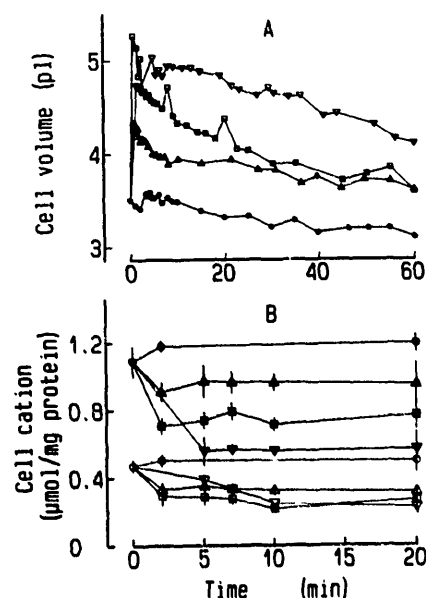 A
Cell volume (pl)
5
4
3
0 20 40 60
B
Cell cation
(µmol/mg protein)
1.2
0.8
0.4
0
0 5 10 15 20
Time (min)